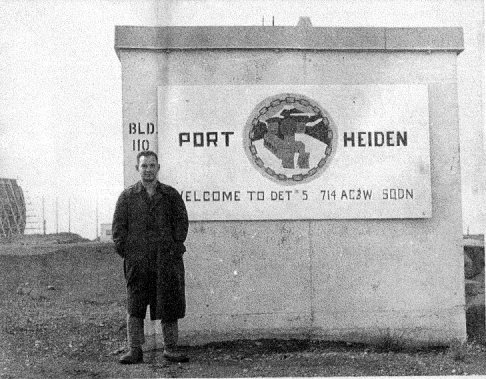 BLD.
110
PORT HEIDEN
WELCOME TO DET #5 714 AC&W SQDN